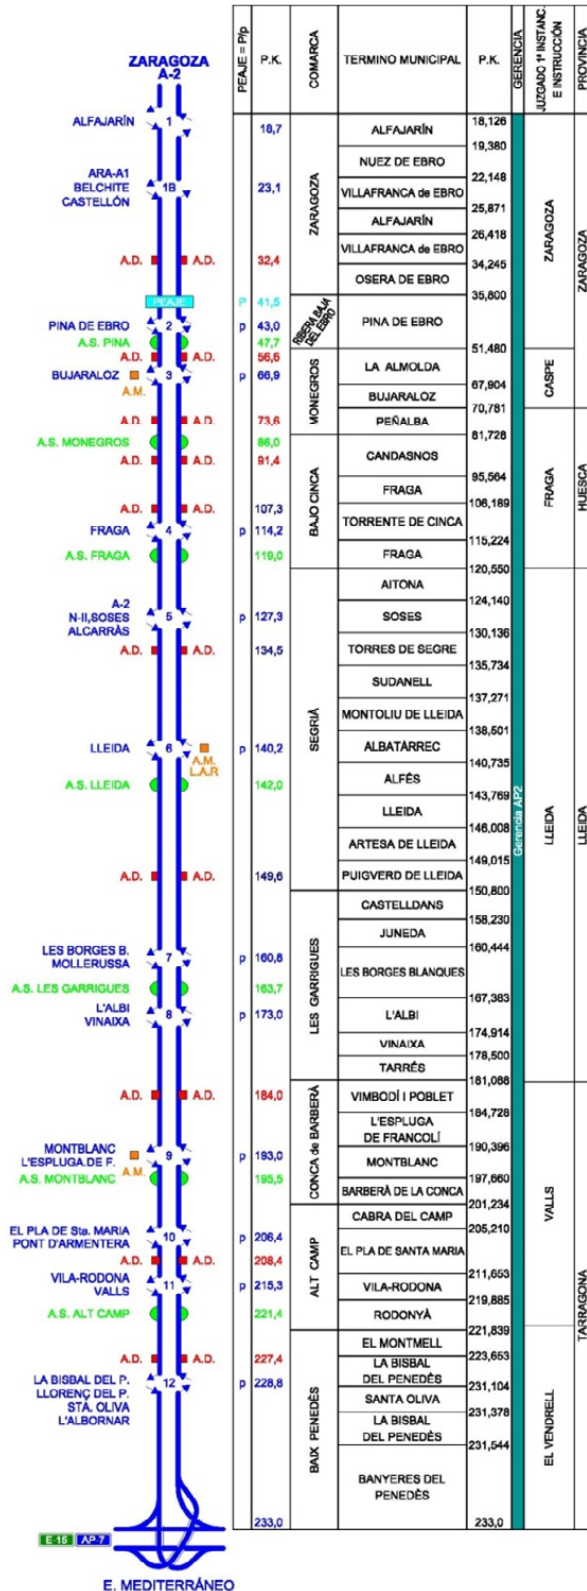 ZARAGOZA
A-2
PEAJE = P/p
P.K.
COMARCA
TERMINO MUNICIPAL
P.K.
GERENCIA
JUZGADO 1ª INSTANC.
E INSTRUCCIÓN
PROVINCIA
ALFAJARÍN
1
18,7
ARA-A1
BELCHITE
CASTELLÓN
1B
23,1
A.D.
A.D.
32,4
PEAJE
P
41,5
PINA DE EBRO
2
p
43,0
A.S. PINA
47,7
A.D.
A.D.
56,6
BUJARALOZ
A.M.
3
p
66,9
A.D.
A.D.
73,6
A.S. MONEGROS
86,0
A.D.
A.D.
91,4
A.D.
A.D.
107,3
FRAGA
4
p
114,2
A.S. FRAGA
119,0
A-2
N-II,SOSES
ALCARRÀS
5
p
127,3
A.D.
A.D.
134,5
LLEIDA
6
A.M.
L.A.R
p
140,2
A.S. LLEIDA
142,0
A.D.
A.D.
149,6
LES BORGES B.
MOLLERUSSA
7
p
160,8
A.S. LES GARRIGUES
163,7
L'ALBI
VINAIXA
8
p
173,0
A.D.
A.D.
184,0
MONTBLANC
L'ESPLUGA.DE F.
A.M.
9
p
193,0
A.S. MONTBLANC
195,5
EL PLA DE Sta. MARIA
PONT D'ARMENTERA
10
p
206,4
A.D.
A.D.
208,4
VILA-RODONA
VALLS
11
p
215,3
A.S. ALT CAMP
221,4
A.D.
A.D.
227,4
LA BISBAL DEL P.
LLORENÇ DEL P.
STA. OLIVA
L'ALBORNAR
12
p
228,8
233,0
E-15
AP-7
E. MEDITERRÁNEO
ZARAGOZA
RIBERA BAJA
DEL EBRO
MONEGROS
BAJO CINCA
SEGRIÀ
LES GARRIGUES
CONCA de BARBERÀ
ALT CAMP
BAIX PENEDÈS
18,126
ALFAJARÍN
19,380
NUEZ DE EBRO
22,148
VILLAFRANCA de EBRO
25,871
ALFAJARÍN
26,418
VILLAFRANCA de EBRO
34,245
OSERA DE EBRO
35,800
PINA DE EBRO
51,480
LA ALMOLDA
67,904
BUJARALOZ
70,781
PEÑALBA
81,728
CANDASNOS
95,564
FRAGA
106,189
TORRENTE DE CINCA
115,224
FRAGA
120,550
AITONA
124,140
SOSES
130,136
TORRES DE SEGRE
135,734
SUDANELL
137,271
MONTOLIU DE LLEIDA
138,501
ALBATÀRREC
140,735
ALFÉS
143,769
LLEIDA
146,008
ARTESA DE LLEIDA
149,015
PUIGVERD DE LLEIDA
150,800
CASTELLDANS
158,230
JUNEDA
160,444
LES BORGES BLANQUES
167,383
L'ALBI
174,914
VINAIXA
178,500
TARRÉS
181,088
VIMBODÍ I POBLET
184,728
L'ESPLUGA
DE FRANCOLÍ
190,396
MONTBLANC
197,660
BARBERÀ DE LA CONCA
201,234
CABRA DEL CAMP
205,210
EL PLA DE SANTA MARIA
211,653
VILA-RODONA
219,885
RODONYÀ
221,839
EL MONTMELL
223,653
LA BISBAL
DEL PENEDÈS
231,104
SANTA OLIVA
231,378
LA BISBAL
DEL PENEDÈS
231,544
BANYERES DEL
PENEDÈS
233,0
Gerencia AP2
ZARAGOZA
CASPE
FRAGA
LLEIDA
VALLS
EL VENDRELL
ZARAGOZA
HUESCA
LLEIDA
TARRAGONA